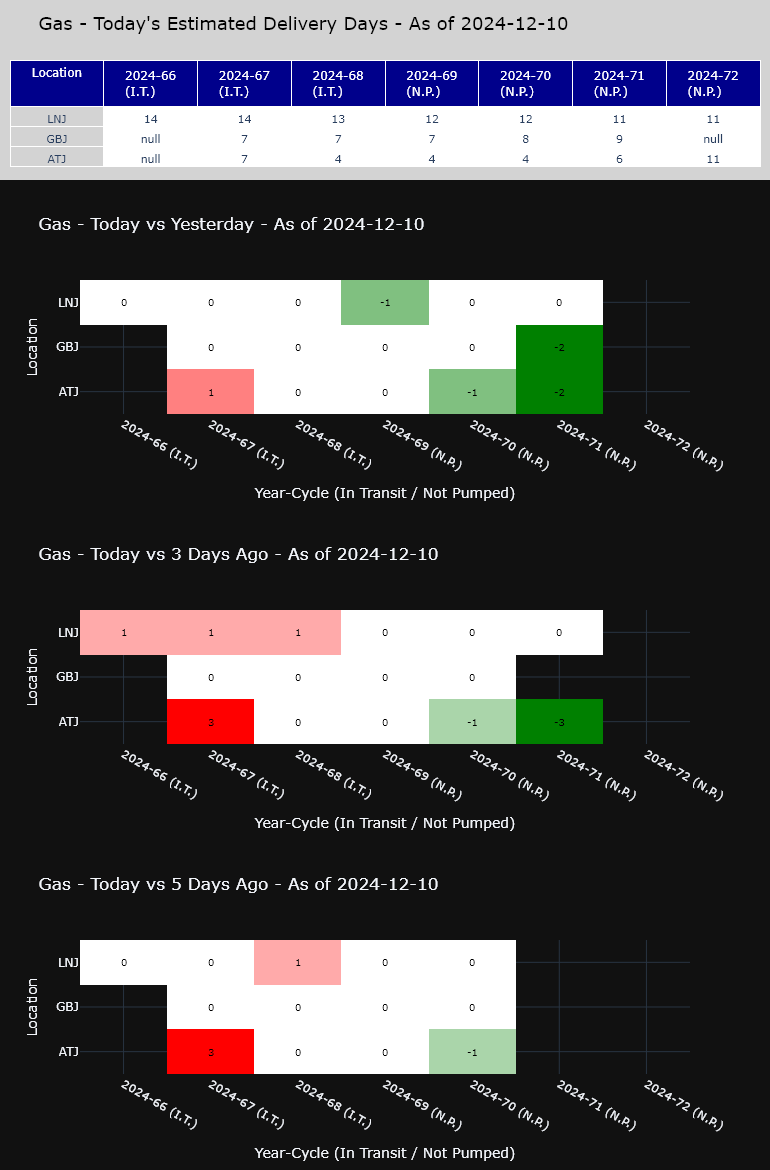 Gas - Today's Estimated Delivery Days - As of 2024-12-10
Location 2024-66 (I.T.) 2024-67 (I.T.) 2024-68 (I.T.) 2024-69 (N.P.) 2024-70 (N.P.) 2024-71 (N.P.) 2024-72 (N.P.)
LNJ 14 14 13 12 12 11 11
GBJ null 7 7 7 8 9 null
ATJ null 7 4 4 4 6 11
Gas - Today vs Yesterday - As of 2024-12-10
Location
LNJ 0 0 0 -1 0 0
GBJ 0 0 0 0 -2
ATJ 1 0 0 -1 -2
2024-66 (I.T.) 2024-67 (I.T.) 2024-68 (I.T.) 2024-69 (N.P.) 2024-70 (N.P.) 2024-71 (N.P.) 2024-72 (N.P.)
Year-Cycle (In Transit / Not Pumped)
Gas - Today vs 3 Days Ago - As of 2024-12-10
Location
LNJ 1 1 1 0 0 0
GBJ 0 0 0 0
ATJ 3 0 0 -1 -3
2024-66 (I.T.) 2024-67 (I.T.) 2024-68 (I.T.) 2024-69 (N.P.) 2024-70 (N.P.) 2024-71 (N.P.) 2024-72 (N.P.)
Year-Cycle (In Transit / Not Pumped)
Gas - Today vs 5 Days Ago - As of 2024-12-10
Location
LNJ 0 0 1 0 0
GBJ 0 0 0 0
ATJ 3 0 0 -1
2024-66 (I.T.) 2024-67 (I.T.) 2024-68 (I.T.) 2024-69 (N.P.) 2024-70 (N.P.) 2024-71 (N.P.) 2024-72 (N.P.)
Year-Cycle (In Transit / Not Pumped)